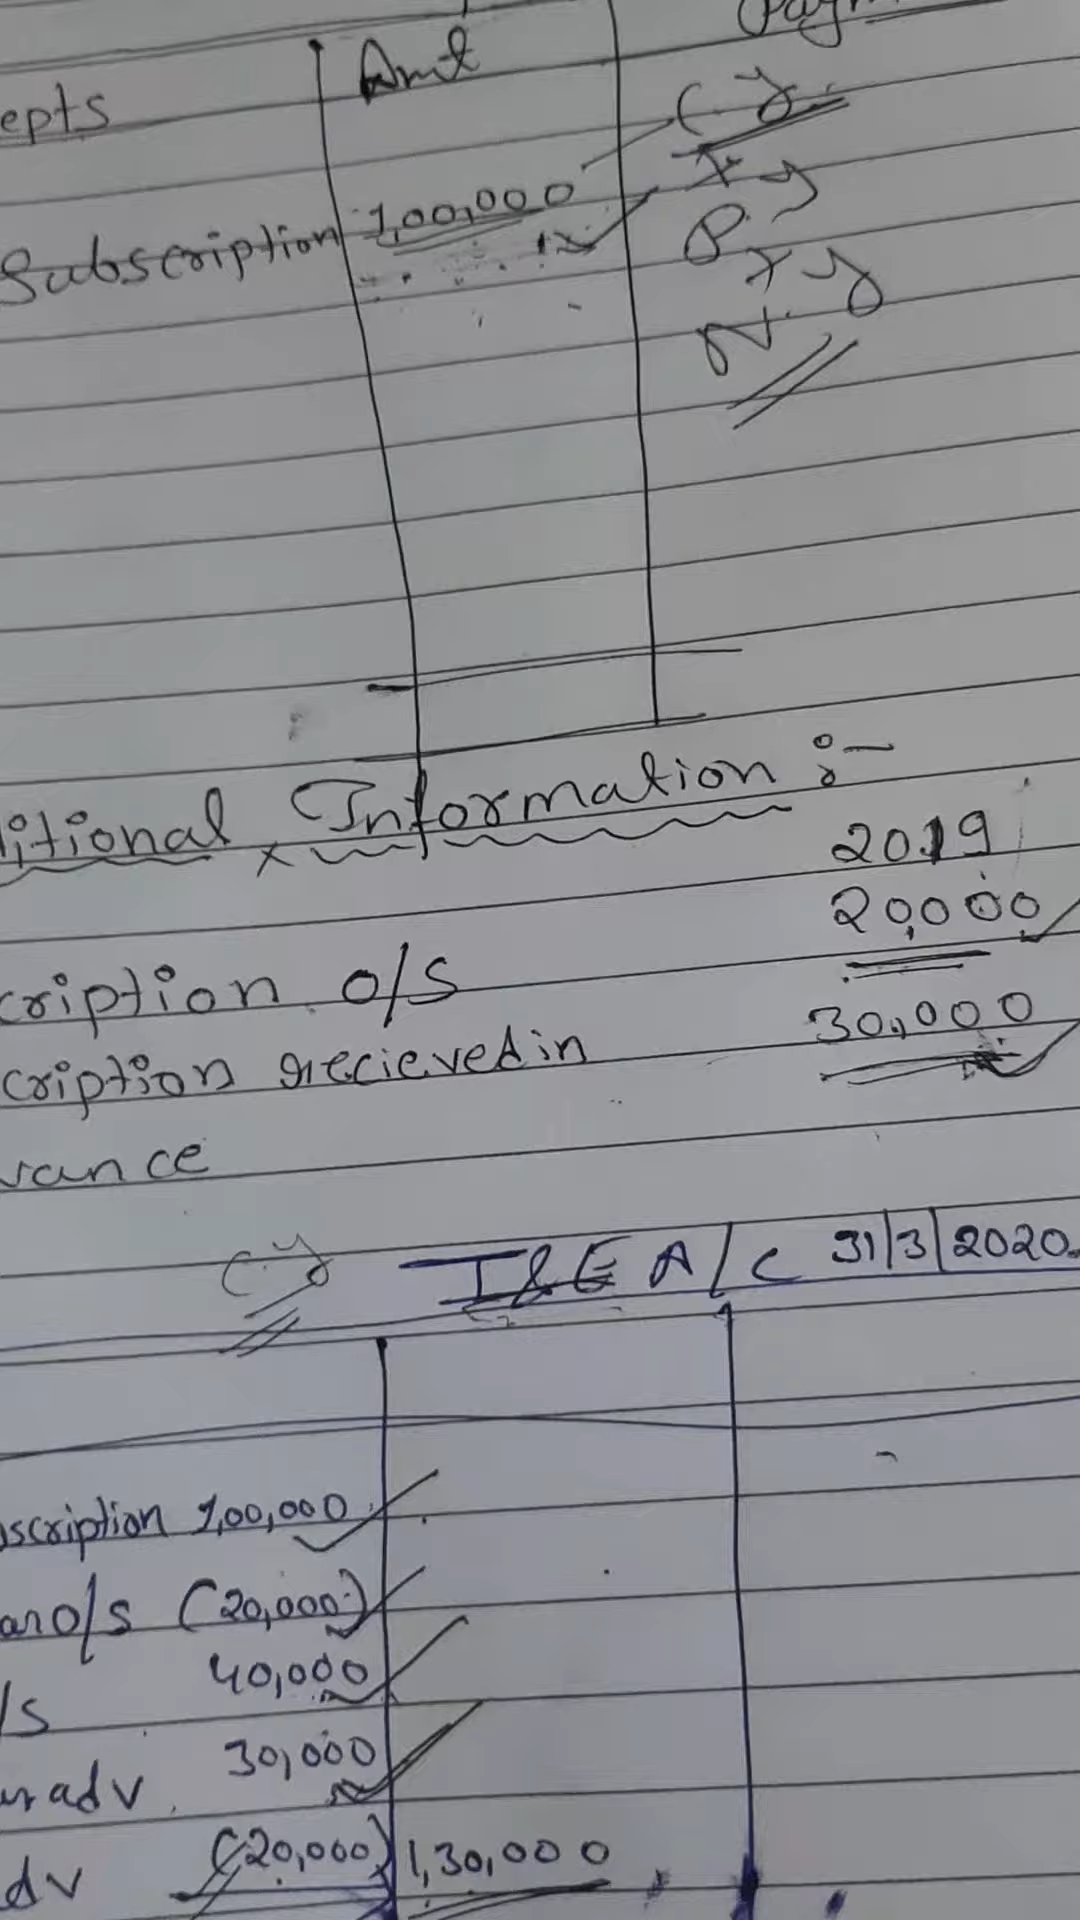 epts Amt Paym
C.y.
Subscription 1,00,000
P.y
N.y
itional Information :-
2019
cription o/s 20,000
cription recieved in 30,000
vance
C.y I & E A/c 31/3/2020
scription 1,00,000
ar o/s (20,000)
/s 40,000
ar adv. 30,000
dv (20,000) 1,30,000